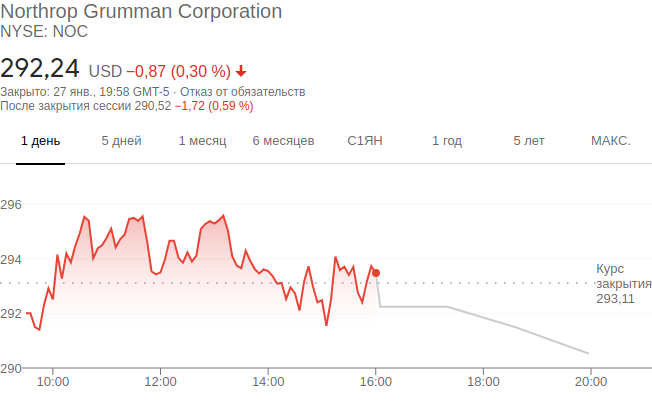 Northrop Grumman Corporation
NYSE: NOC
292,24 USD −0,87 (0,30 %)
Закрыто: 27 янв., 19:58 GMT-5 · Отказ от обязательств
После закрытия сессии 290,52 −1,72 (0,59 %)
1 день 5 дней 1 месяц 6 месяцев С1ЯН 1 год 5 лет МАКС.
296
294
Курс
закрытия
293,11
292
290
10:00 12:00 14:00 16:00 18:00 20:00